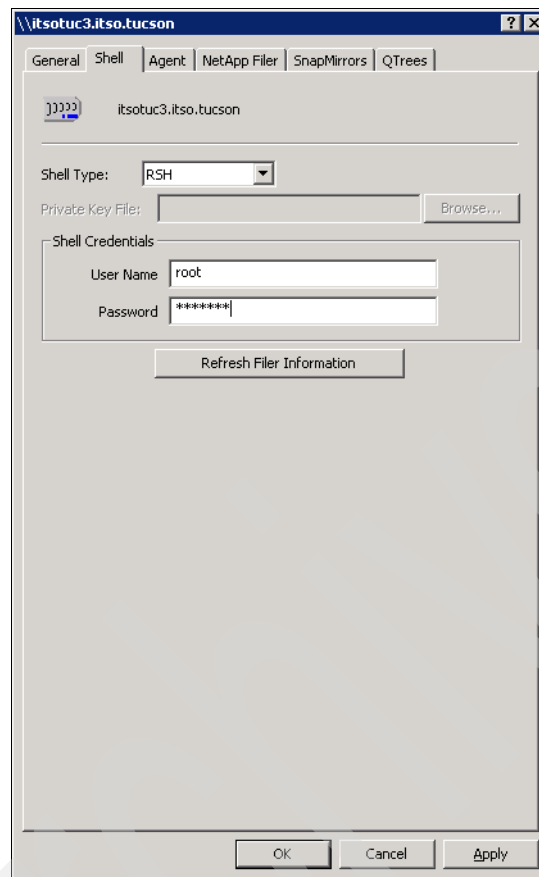 \\itsotuc3.itso.tucson
General Shell Agent NetApp Filer SnapMirrors QTrees
itsotuc3.itso.tucson
Shell Type: RSH
Private Key File: Browse...
Shell Credentials
User Name root
Password *******
Refresh Filer Information
OK Cancel Apply